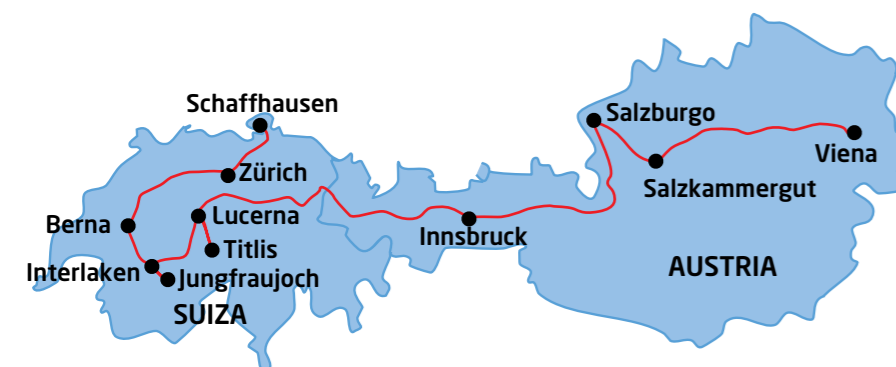 Schaffhausen
Salzburgo
Zürich
Viena
Salzkammergut
Berna
Lucerna
Innsbruck
Titlis
Interlaken
Jungfraujoch
AUSTRIA
SUIZA